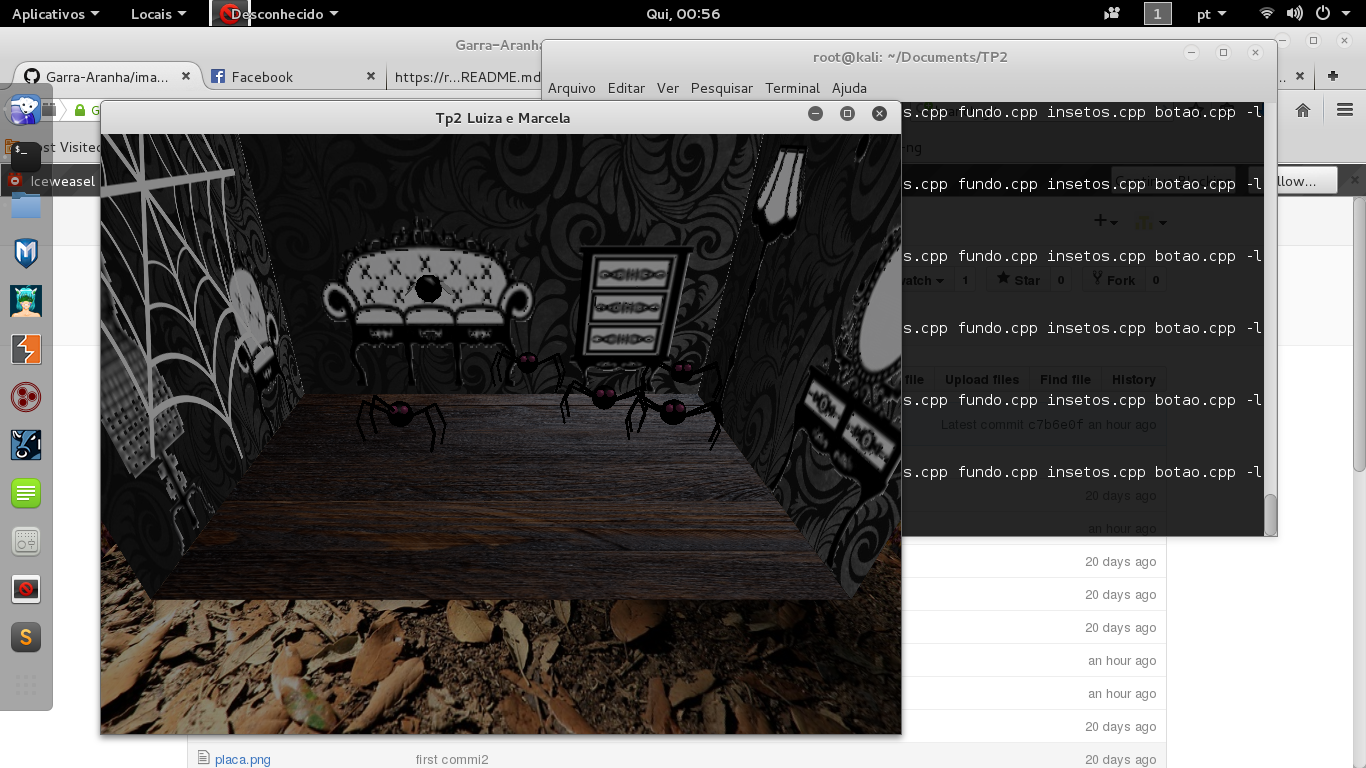 Aplicativos Locais Desconhecido Qui, 00:56 1 pt
Garra-Aranha
root@kali: ~/Documents/TP2
Garra-Aranha/ima... Facebook https://r...README.md
Arquivo Editar Ver Pesquisar Terminal Ajuda
Tp2 Luiza e Marcela
s.cpp fundo.cpp insetos.cpp botao.cpp -l
Iceweasel
s.cpp fundo.cpp insetos.cpp botao.cpp -l
s.cpp fundo.cpp insetos.cpp botao.cpp -l
1 Star 0 Fork 0
s.cpp fundo.cpp insetos.cpp botao.cpp -l
file Upload files Find file History
s.cpp fundo.cpp insetos.cpp botao.cpp -l
Latest commit c7b6e0f an hour ago
s.cpp fundo.cpp insetos.cpp botao.cpp -l
20 days ago
an hour ago
20 days ago
20 days ago
20 days ago
an hour ago
an hour ago
20 days ago
placa.png first commi2 20 days ago